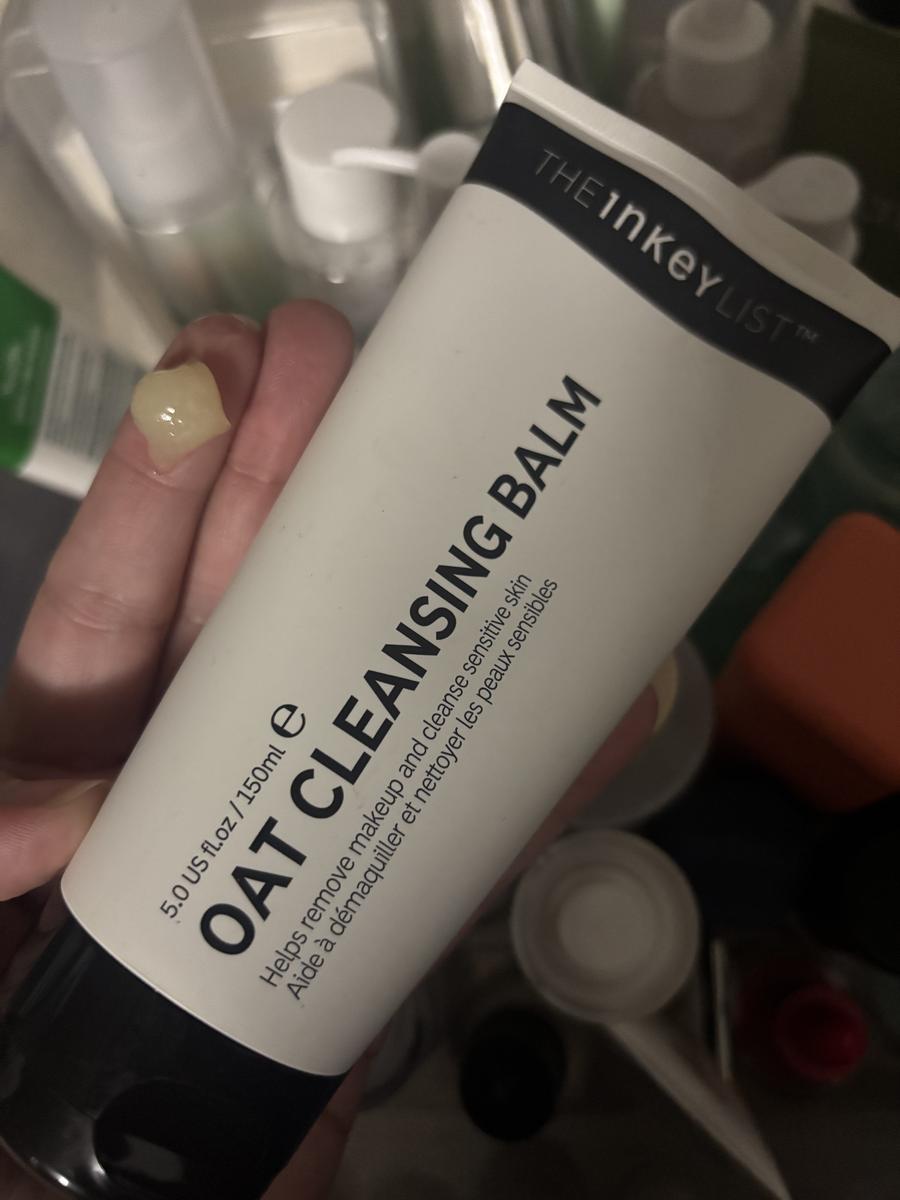 THE INKEY LIST™
OAT CLEANSING BALM
Helps remove makeup and cleanse sensitive skin
Aide à démaquiller et nettoyer les peaux sensibles
5.0 US fl.oz / 150ml ℮